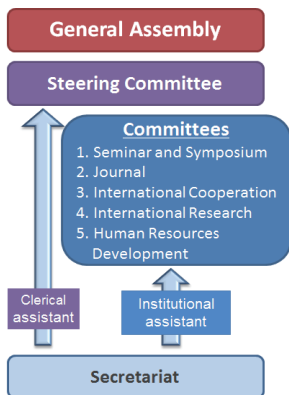 General Assembly
Steering Committee
Committees
1. Seminar and Symposium
2. Journal
3. International Cooperation
4. International Research
5. Human Resources
Development
Clerical
assistant
Institutional
assistant
Secretariat